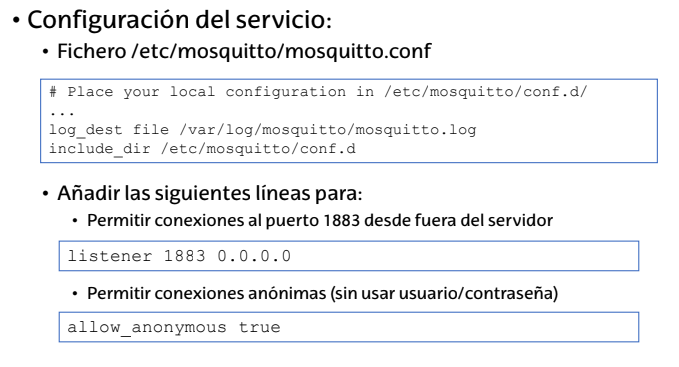 • Configuración del servicio:
• Fichero /etc/mosquitto/mosquitto.conf
# Place your local configuration in /etc/mosquitto/conf.d/
...
log_dest file /var/log/mosquitto/mosquitto.log
include_dir /etc/mosquitto/conf.d
• Añadir las siguientes líneas para:
• Permitir conexiones al puerto 1883 desde fuera del servidor
listener 1883 0.0.0.0
• Permitir conexiones anónimas (sin usar usuario/contraseña)
allow_anonymous true